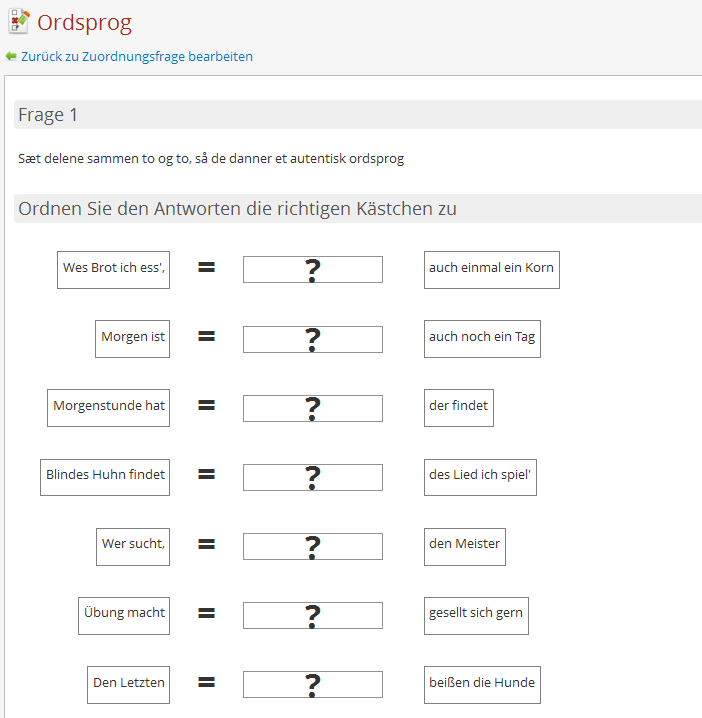 Ordsprog
Zurück zu Zuordnungsfrage bearbeiten
Frage 1
Sæt delene sammen to og to, så de danner et autentisk ordsprog
Ordnen Sie den Antworten die richtigen Kästchen zu
Wes Brot ich ess', = ? auch einmal ein Korn
Morgen ist = ? auch noch ein Tag
Morgenstunde hat = ? der findet
Blindes Huhn findet = ? des Lied ich spiel'
Wer sucht, = ? den Meister
Übung macht = ? gesellt sich gern
Den Letzten = ? beißen die Hunde